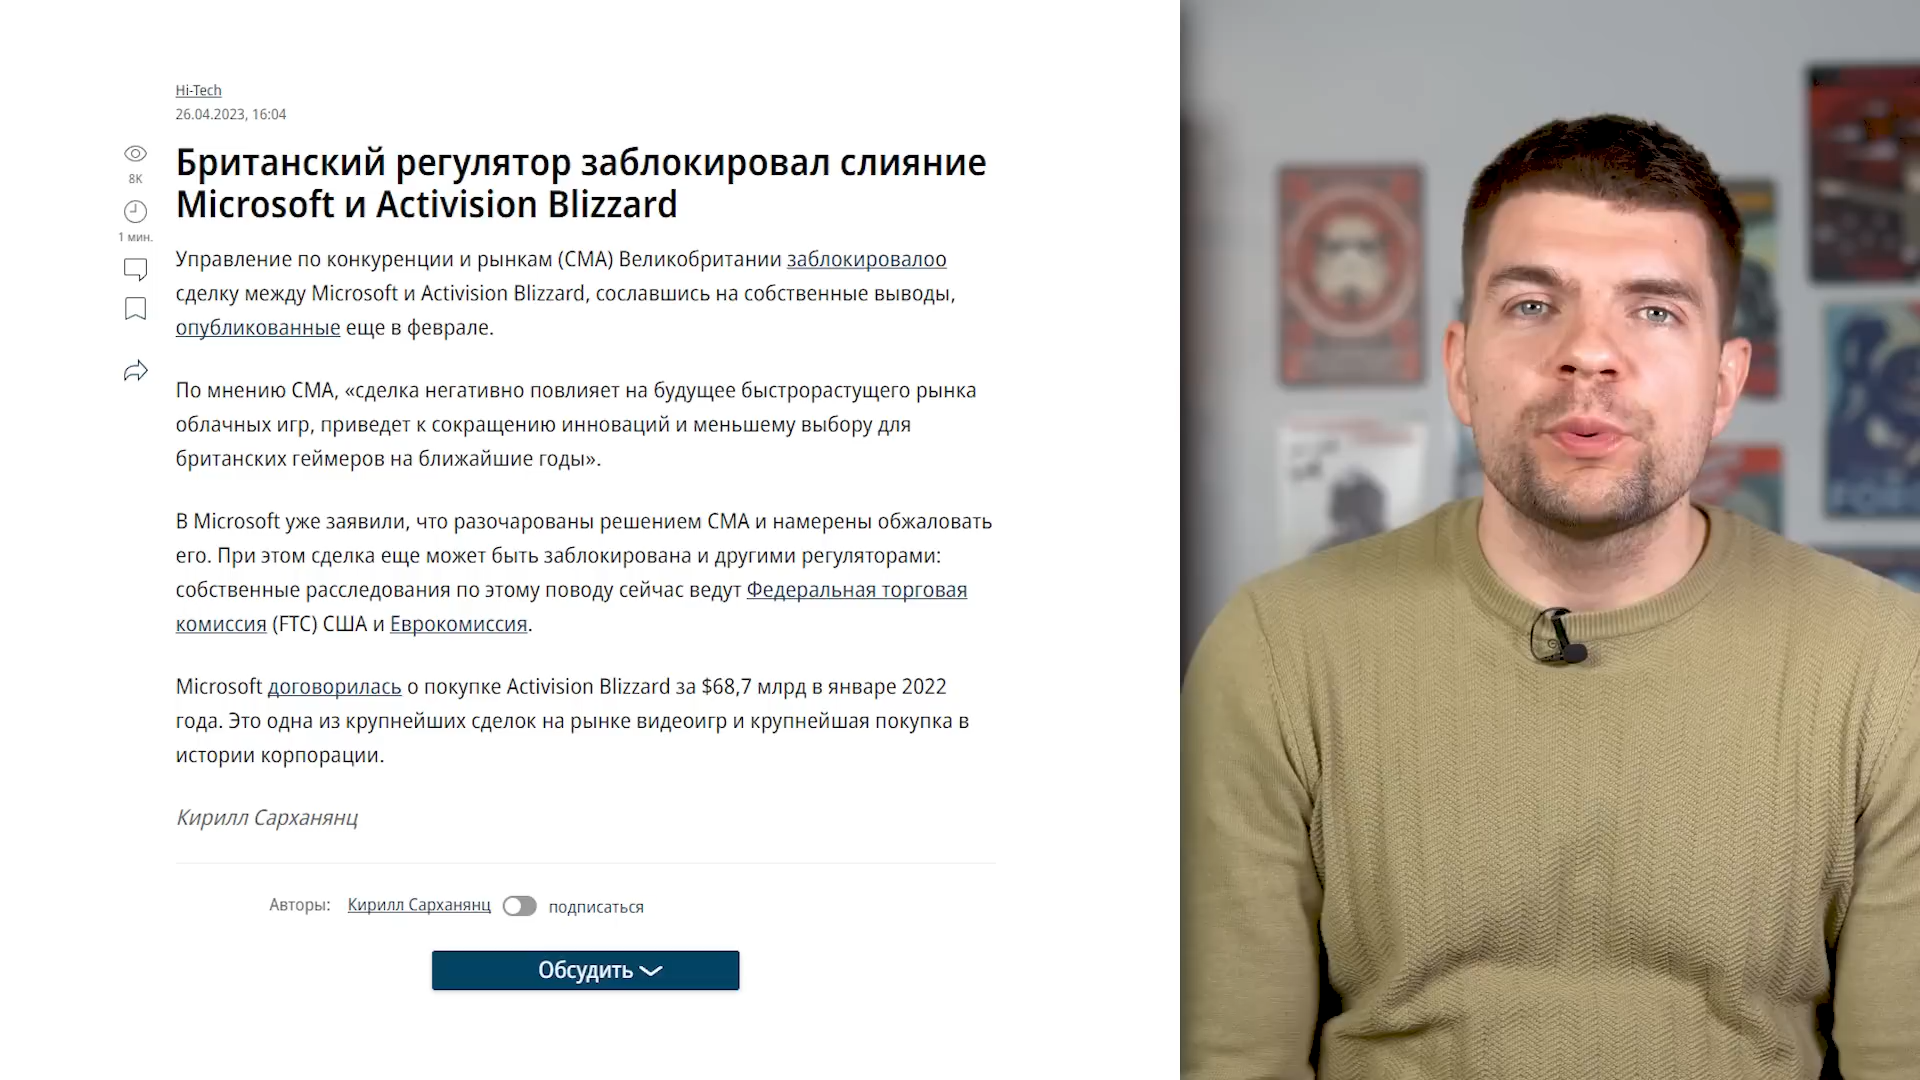 Hi-Tech
26.04.2023, 16:04
Британский регулятор заблокировал слияние
Microsoft и Activision Blizzard
8K
1 мин.
Управление по конкуренции и рынкам (CMA) Великобритании заблокировалоо
сделку между Microsoft и Activision Blizzard, сославшись на собственные выводы,
опубликованные еще в феврале.
По мнению CMA, «сделка негативно повлияет на будущее быстрорастущего рынка
облачных игр, приведет к сокращению инноваций и меньшему выбору для
британских геймеров на ближайшие годы».
В Microsoft уже заявили, что разочарованы решением CMA и намерены обжаловать
его. При этом сделка еще может быть заблокирована и другими регуляторами:
собственные расследования по этому поводу сейчас ведут Федеральная торговая
комиссия (FTC) США и Еврокомиссия.
Microsoft договорилась о покупке Activision Blizzard за $68,7 млрд в январе 2022
года. Это одна из крупнейших сделок на рынке видеоигр и крупнейшая покупка в
истории корпорации.
Кирилл Сарханянц
Авторы: Кирилл Сарханянц подписаться
Обсудить